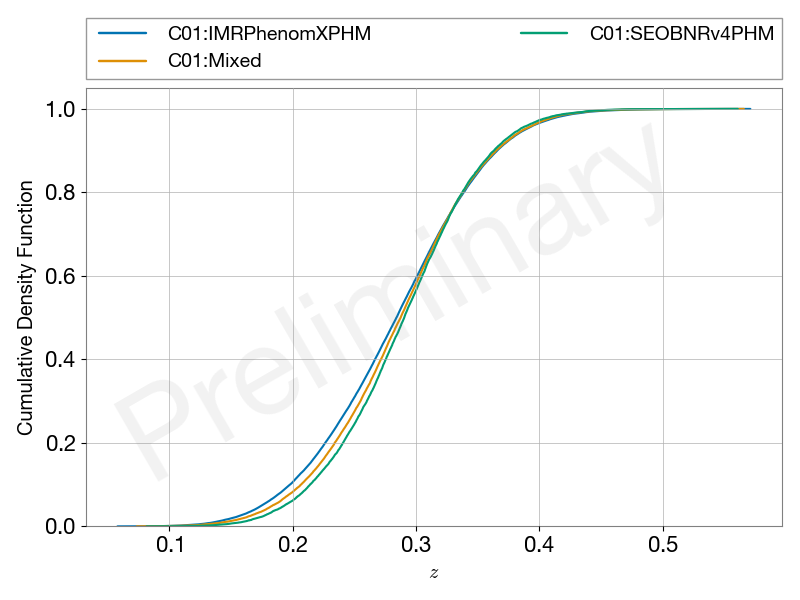 C01:IMRPhenomXPHM
C01:Mixed
C01:SEOBNRv4PHM
1.0
0.8
0.6
0.4
0.2
0.0
Cumulative Density Function
Preliminary
0.1
0.2
0.3
0.4
0.5
z